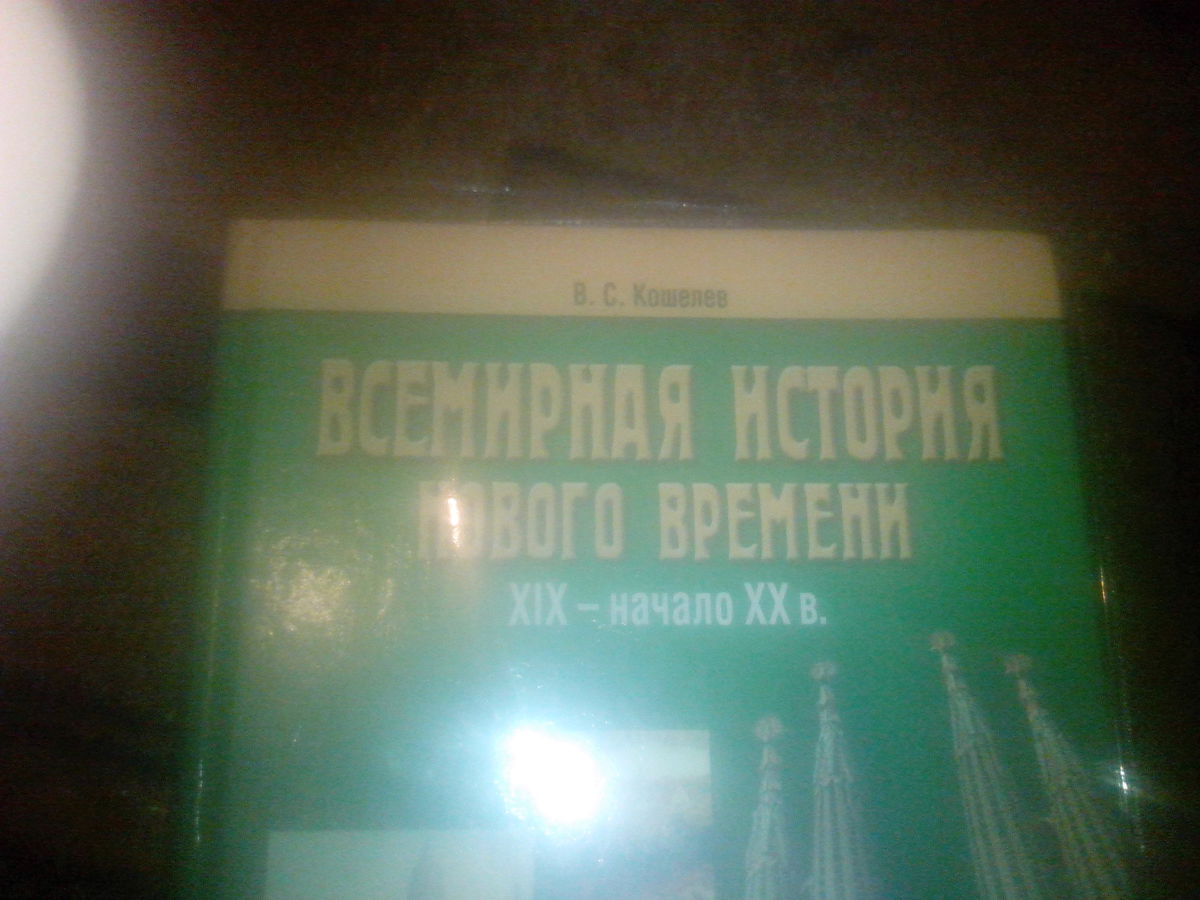 В. С. Кошелев
ВСЕМИРНАЯ ИСТОРИЯ
НОВОГО ВРЕМЕНИ
XIX – начало XX в.